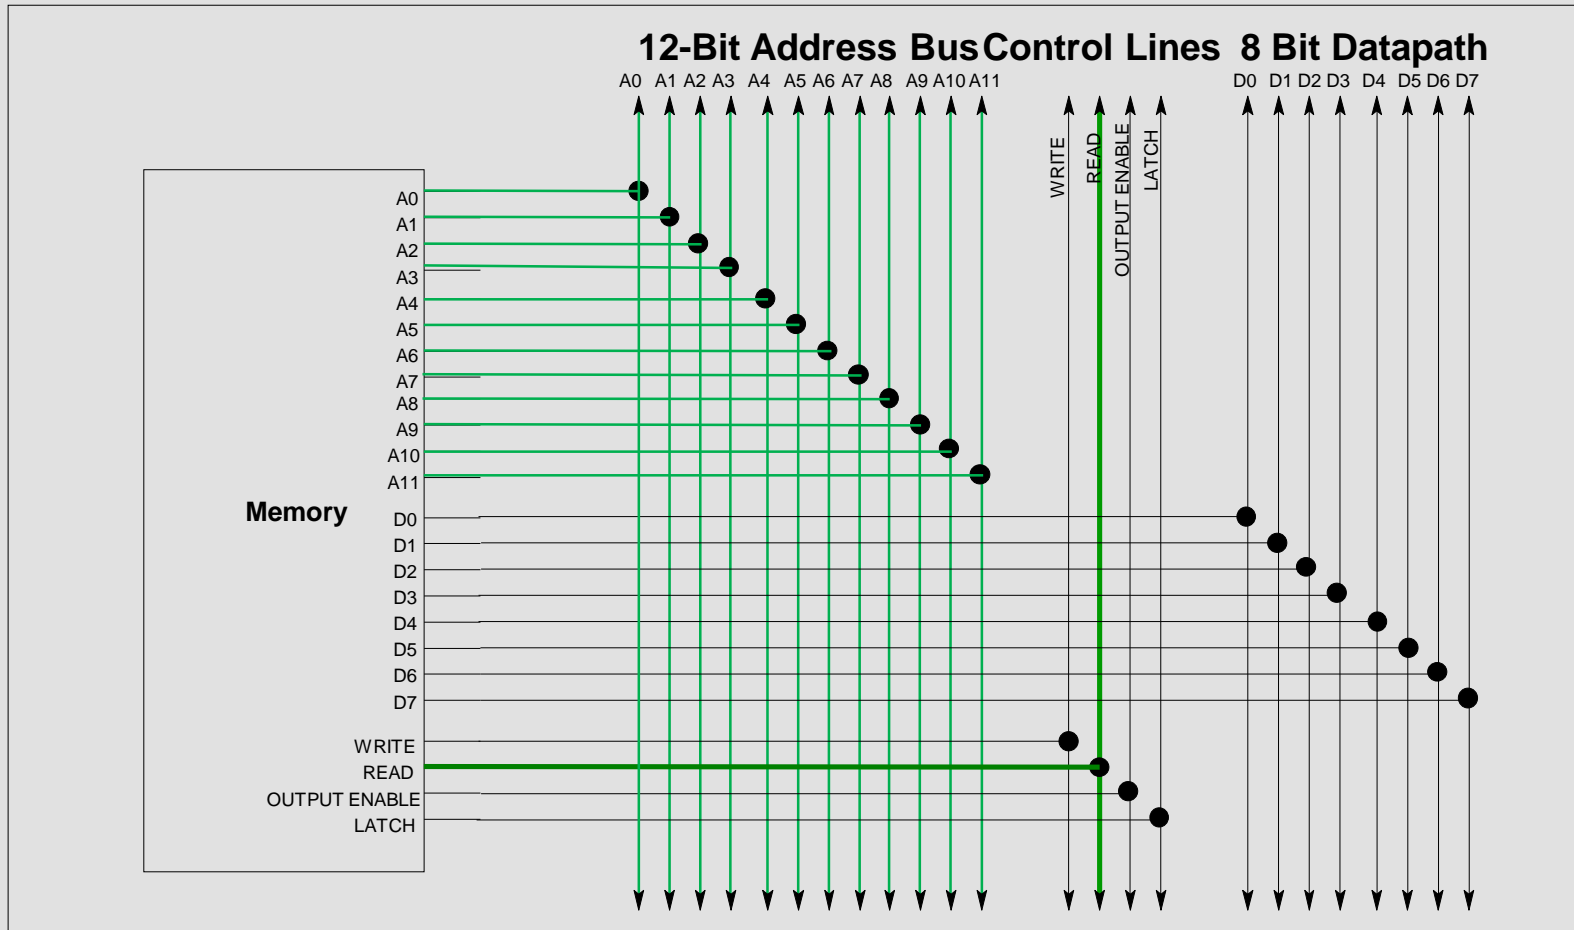 12-Bit Address Bus Control Lines 8 Bit Datapath
A0 A1 A2 A3 A4 A5 A6 A7 A8 A9 A10 A11 D0 D1 D2 D3 D4 D5 D6 D7
WRITE
READ
OUTPUT ENABLE
LATCH
A0
A1
A2
A3
A4
A5
A6
A7
A8
A9
A10
A11
Memory
D0
D1
D2
D3
D4
D5
D6
D7
WRITE
READ
OUTPUT ENABLE
LATCH